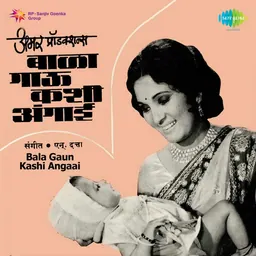 RP-Sanjiv Goenka
Group
अमर प्रॉडक्शन्स
बाळा
गाऊ
कशी
अंगाई
संगीत • एन्. दत्ता
Bala Gaun
Kashi Angaai